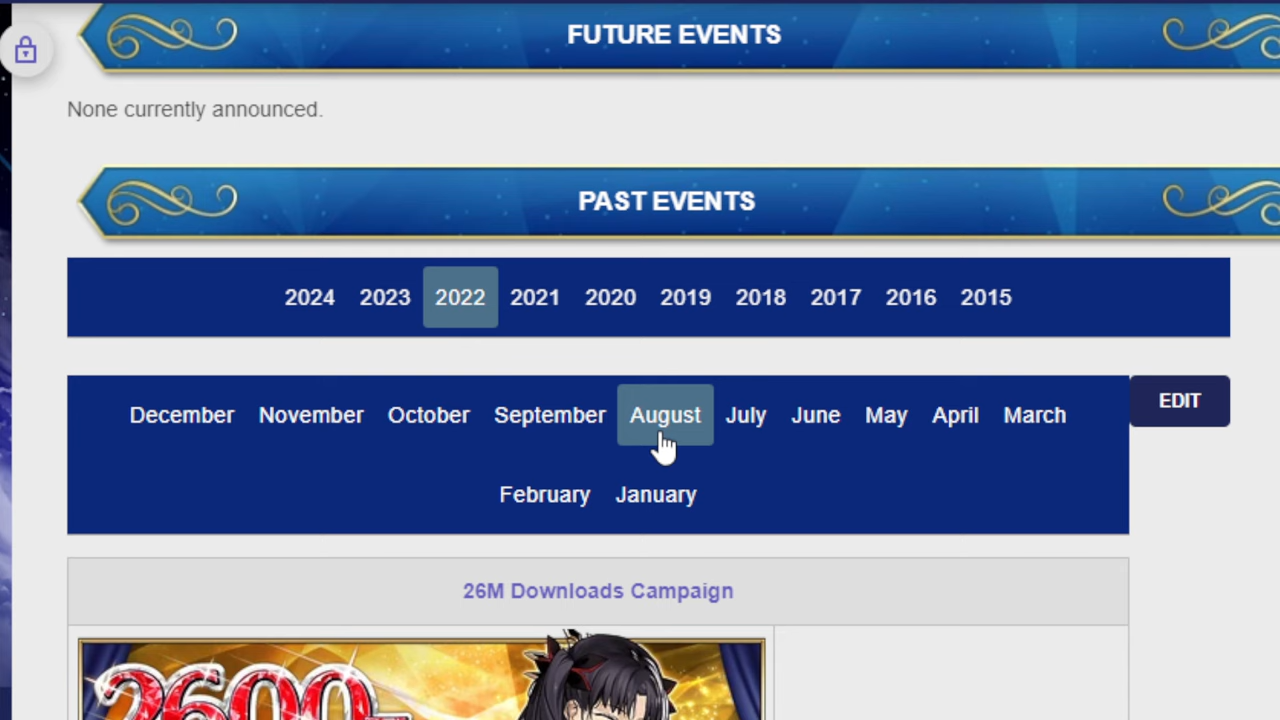 FUTURE EVENTS
None currently announced.
PAST EVENTS
2024 2023 2022 2021 2020 2019 2018 2017 2016 2015
December November October September August July June May April March
EDIT
February January
26M Downloads Campaign
2600